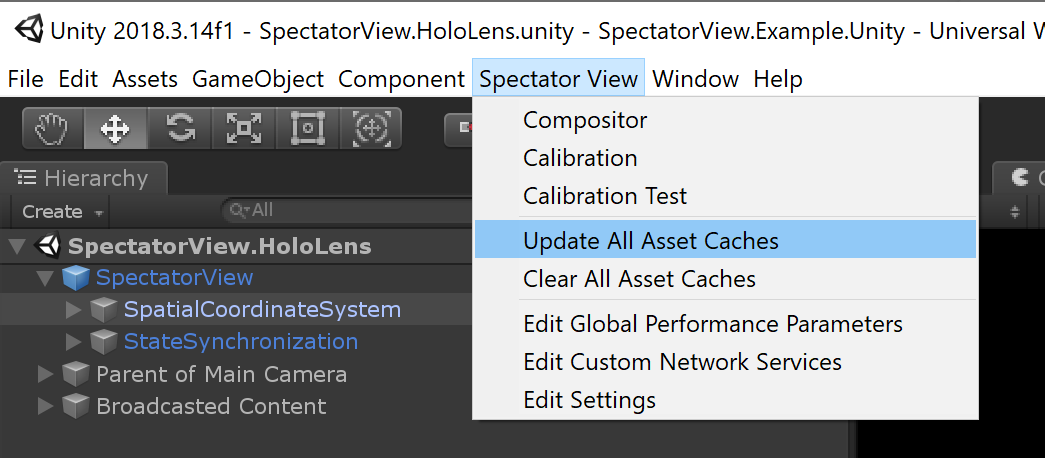 Unity 2018.3.14f1 - SpectatorView.HoloLens.unity - SpectatorView.Example.Unity - Universal W
File Edit Assets GameObject Component Spectator View Window Help
Compositor
Calibration
Calibration Test
Update All Asset Caches
Clear All Asset Caches
Edit Global Performance Parameters
Edit Custom Network Services
Edit Settings
Hierarchy
Create All
SpectatorView.HoloLens
SpectatorView
SpatialCoordinateSystem
StateSynchronization
Parent of Main Camera
Broadcasted Content